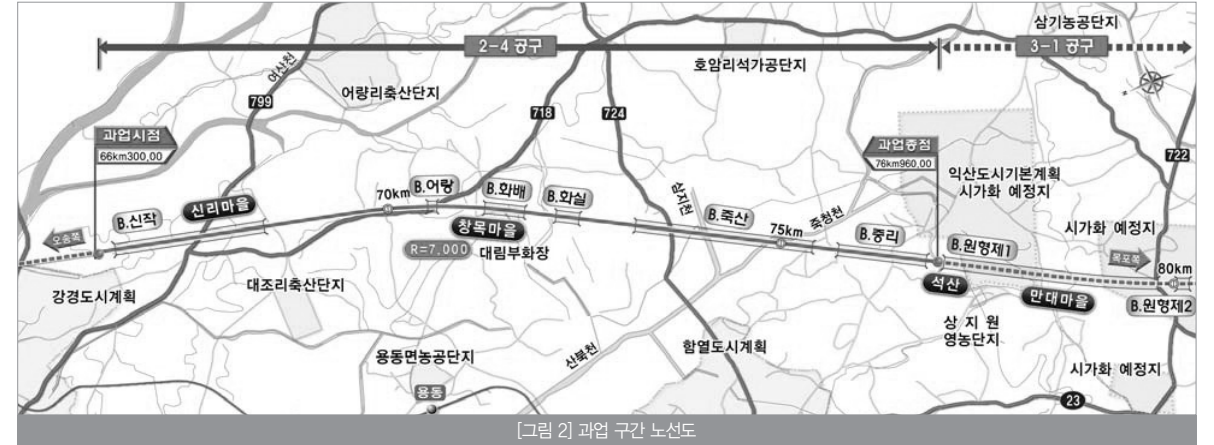 삼기농공단지
2-4 공구
3-1 공구
호암리석가공단지
여산천
어량리축산단지
799
718
724
과업시점
66km300,00
과업종점
76km960,00
722
익산도시기본계획
시가화 예정지
B.신작
신리마을
70km
B.어량
B.화배
B.화실
삼지천
B.죽산
죽청천
75km
B.중리
B.원형제1
시가화 예정지
오송쪽
창목마을
R=7,000
대림부화장
목포쪽
80km
강경도시계획
대조리축산단지
석산
만대마을
B.원형제2
상 지 원
영농단지
용동면농공단지
산북천
함열도시계획
시가화 예정지
용동
23
[그림 2] 과업 구간 노선도